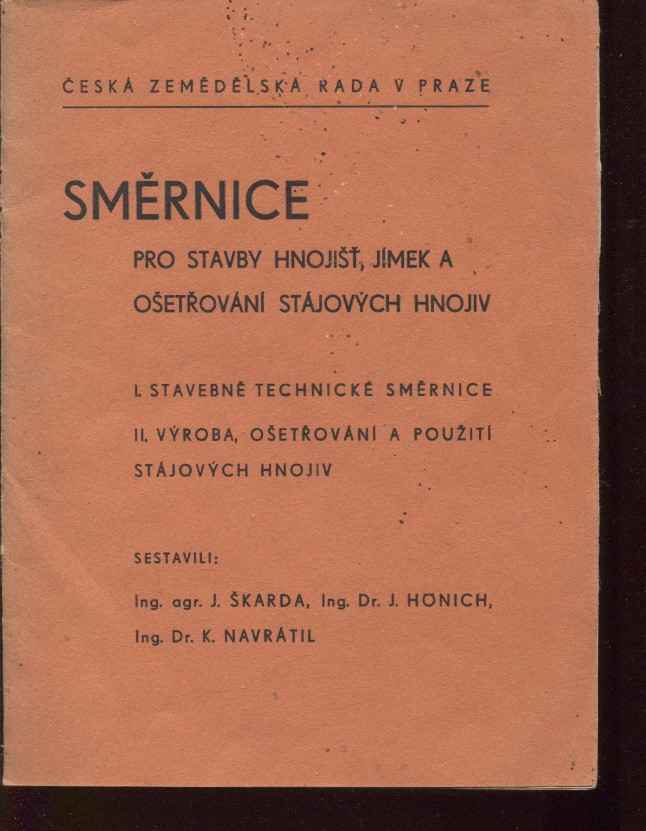 ČESKÁ ZEMĚDĚLSKÁ RADA V PRAZE
SMĚRNICE
PRO STAVBY HNOJIŠŤ, JÍMEK A
OŠETŘOVÁNÍ STÁJOVÝCH HNOJIV
I. STAVEBNĚ TECHNICKÉ SMĚRNICE
II. VÝROBA, OŠETŘOVÁNÍ A POUŽITÍ
STÁJOVÝCH HNOJIV
SESTAVILI:
Ing. agr. J. ŠKARDA, Ing. Dr. J. HÖNICH,
Ing. Dr. K. NAVRÁTIL